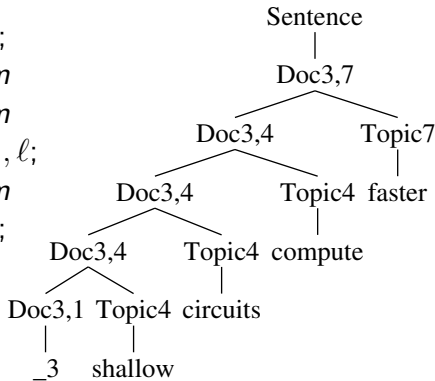 Sentence
;
Doc3,7
n
n
Doc3,4 Topic7
, ℓ;
n
Doc3,4 Topic4 faster
;
Doc3,4 Topic4 compute
Doc3,1 Topic4 circuits
_3 shallow